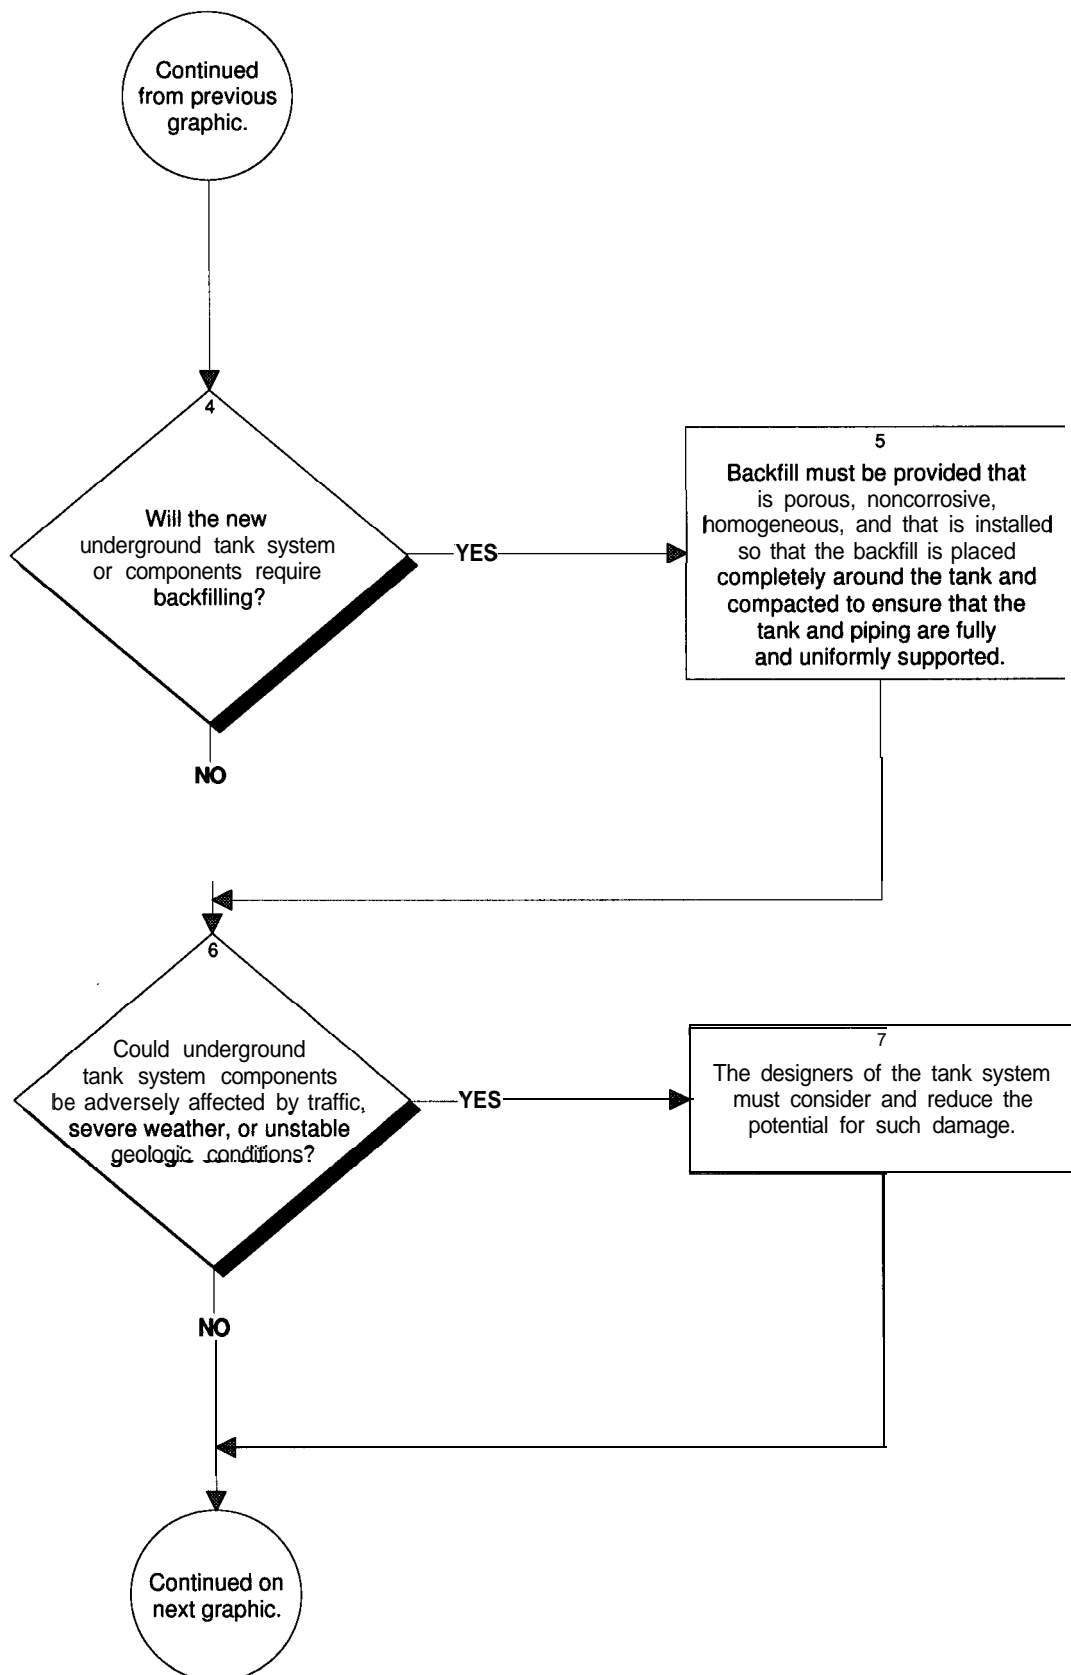 Continued
from previous
graphic.
4
Will the new
underground tank system
or components require
backfilling?
YES
5
Backfill must be provided that
is porous, noncorrosive,
homogeneous, and that is installed
so that the backfill is placed
completely around the tank and
compacted to ensure that the
tank and piping are fully
and uniformly supported.
NO
6
Could underground
tank system components
be adversely affected by traffic,
severe weather, or unstable
geologic conditions?
YES
7
The designers of the tank system
must consider and reduce the
potential for such damage.
NO
Continued on
next graphic.